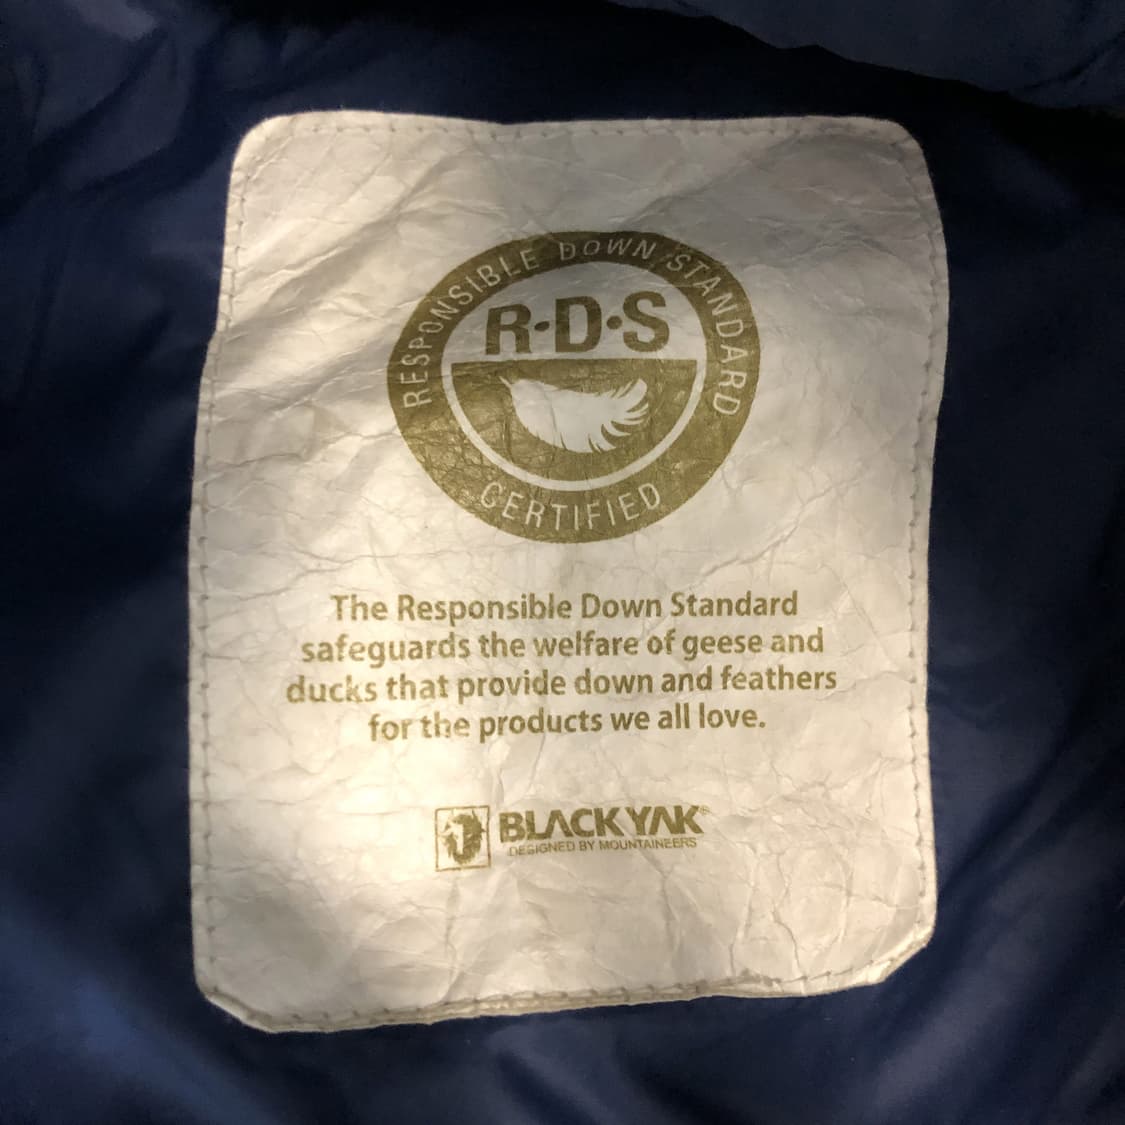 RESPONSIBLE DOWN STANDARD
R·D·S
CERTIFIED
The Responsible Down Standard
safeguards the welfare of geese and
ducks that provide down and feathers
for the products we all love.
BLACKYAK®
DESIGNED BY MOUNTAINEERS